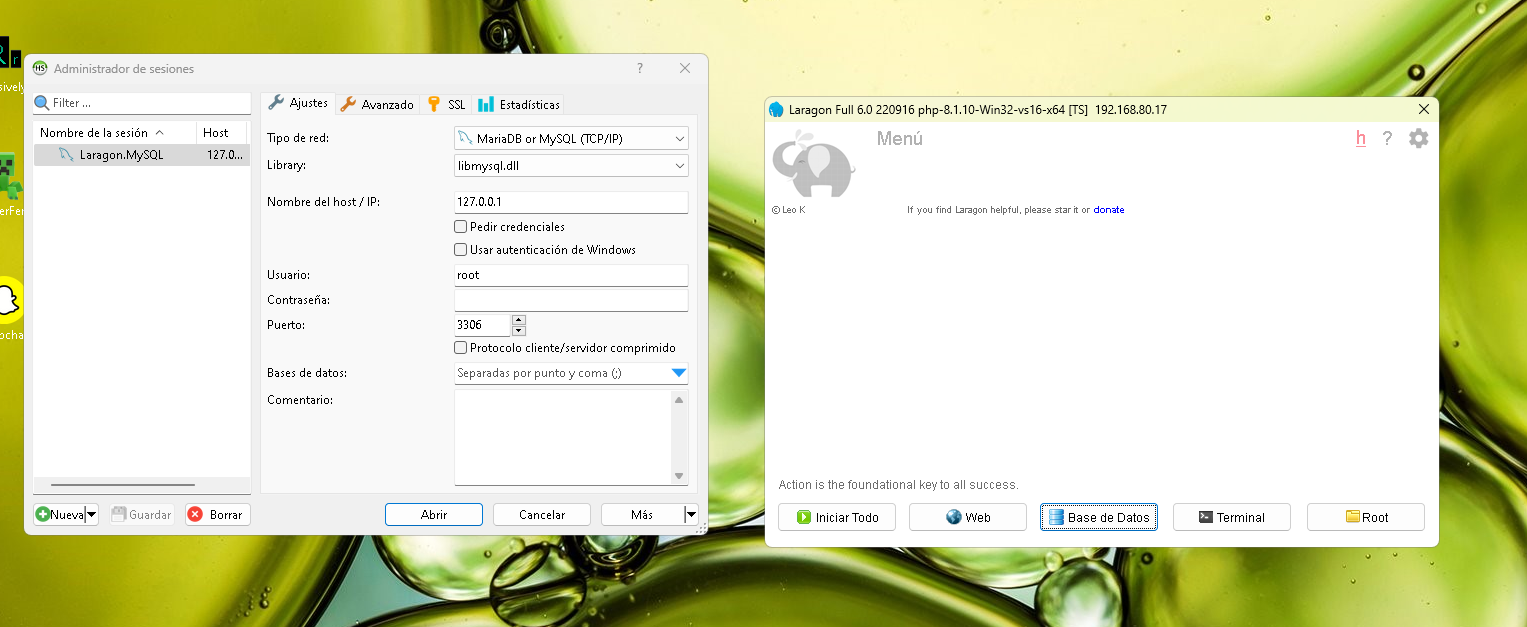 Administrador de sesiones
?
Filter ...
Nombre de la sesión
Host
Laragon.MySQL
127.0...
Ajustes
Avanzado
SSL
Estadísticas
Tipo de red:
MariaDB or MySQL (TCP/IP)
Library:
libmysql.dll
Nombre del host / IP:
127.0.0.1
Pedir credenciales
Usar autenticación de Windows
Usuario:
root
Contraseña:
Puerto:
3306
Protocolo cliente/servidor comprimido
Bases de datos:
Separadas por punto y coma (;)
Comentario:
Nueva
Guardar
Borrar
Abrir
Cancelar
Más
Laragon Full 6.0 220916 php-8.1.10-Win32-vs16-x64 [TS] 192.168.80.17
Menú
h
?
© Leo K
If you find Laragon helpful, please star it or donate
Action is the foundational key to all success.
Iniciar Todo
Web
Base de Datos
Terminal
Root